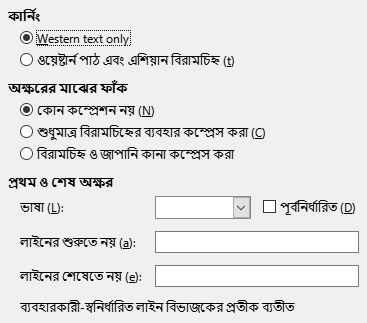 কার্নিং
Western text only
ওয়েষ্টার্ন পাঠ এবং এশিয়ান বিরামচিহ্ন (t)
অক্ষরের মাঝের ফাঁক
কোন কম্প্রেশন নয় (N)
শুধুমাত্র বিরামচিহ্নের ব্যবহার কম্প্রেস করা (C)
বিরামচিহ্ন ও জাপানি কানা কম্প্রেস করা
প্রথম ও শেষ অক্ষর
ভাষা (L): পূর্বনির্ধারিত (D)
লাইনের শুরুতে নয় (a):
লাইনের শেষেতে নয় (e):
ব্যবহারকারী-স্বনির্ধারিত লাইন বিভাজকের প্রতীক ব্যতীত